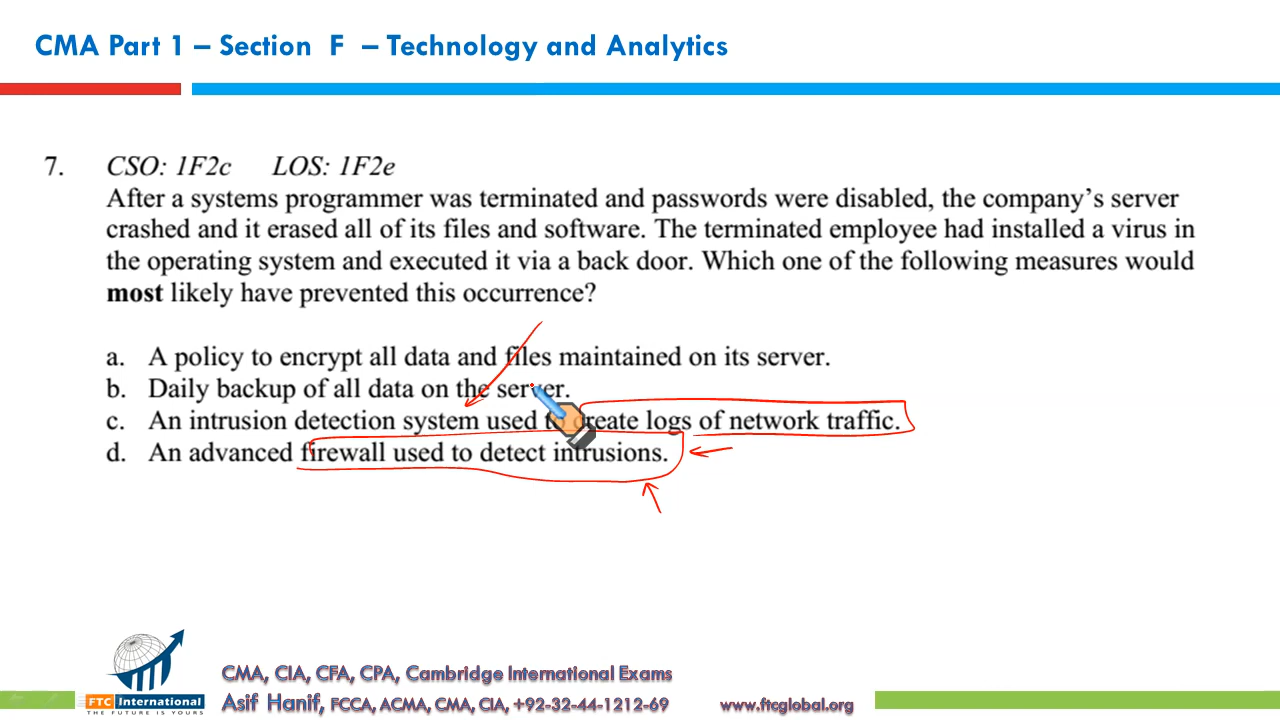 CMA Part 1 – Section F – Technology and Analytics
7. CSO: 1F2c LOS: 1F2e
After a systems programmer was terminated and passwords were disabled, the company's server
crashed and it erased all of its files and software. The terminated employee had installed a virus in
the operating system and executed it via a back door. Which one of the following measures would
most likely have prevented this occurrence?
a. A policy to encrypt all data and files maintained on its server.
b. Daily backup of all data on the server.
c. An intrusion detection system used to create logs of network traffic.
d. An advanced firewall used to detect intrusions.
FTC International
THE FUTURE IS YOURS
CMA, CIA, CFA, CPA, Cambridge International Exams
Asif Hanif, FCCA, ACMA, CMA, CIA, +92-32-44-1212-69 www.ftcglobal.org